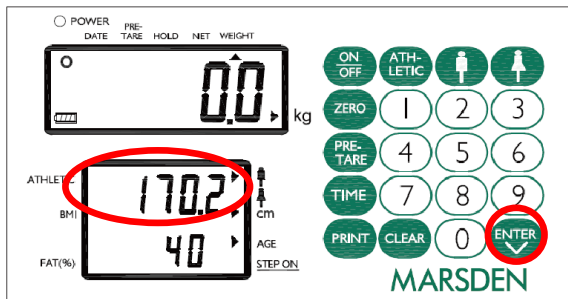 POWER
DATE PRE-TARE HOLD NET WEIGHT
0.0 kg
ATHLETIC
170.2
BMI
cm
40
AGE
FAT(%)
STEP ON
ON OFF
ATH-LETIC
ZERO 1 2 3
PRE-TARE 4 5 6
TIME 7 8 9
PRINT CLEAR 0 ENTER
MARSDEN